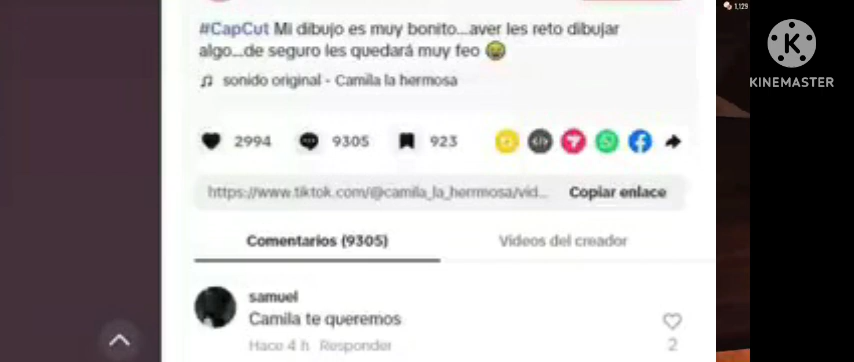 1,129
KINEMASTER
#CapCut Mi dibujo es muy bonito...aver les reto dibujar
algo...de seguro les quedará muy feo 😂
♫ sonido original - Camila la hermosa
2994 9305 923
https://www.tiktok.com/@camila_la_hermosa/vid... Copiar enlace
Comentarios (9305) Videos del creador
samuel
Camila te queremos
Hace 4 h Responder
2